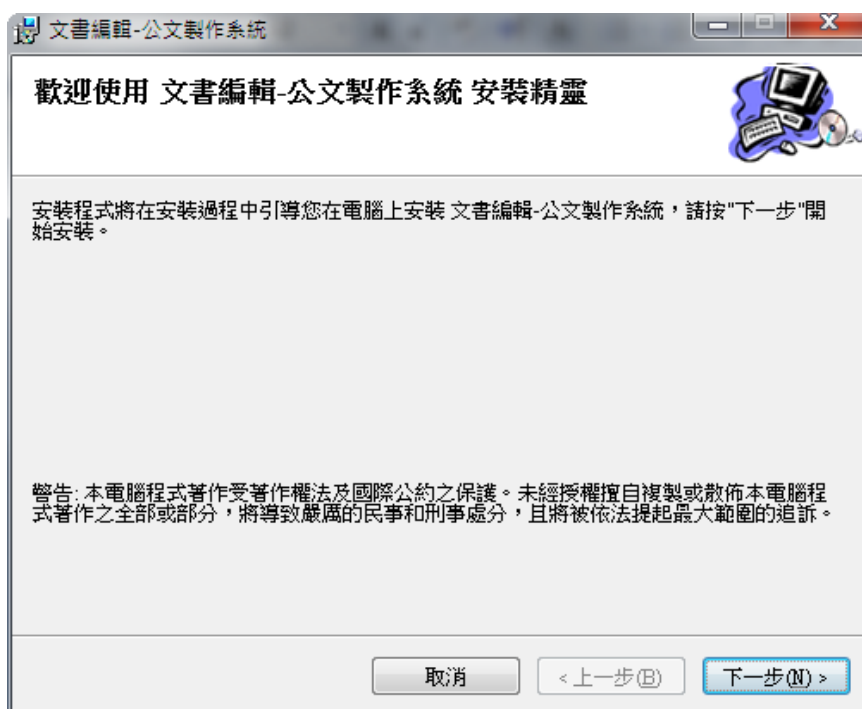 文書編輯-公文製作系統
歡迎使用 文書編輯-公文製作系統 安裝精靈
安裝程式將在安裝過程中引導您在電腦上安裝 文書編輯-公文製作系統，請按"下一步"開
始安裝。
警告: 本電腦程式著作受著作權法及國際公約之保護。未經授權擅自複製或散佈本電腦程
式著作之全部或部分，將導致嚴厲的民事和刑事處分，且將被依法提起最大範圍的追訴。
取消 <上一步(B) 下一步(N) >